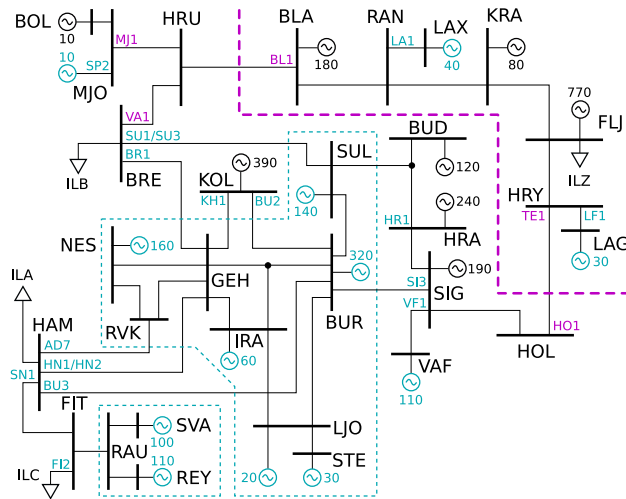 BOL
10
10
SP2
MJO
MJ1
HRU
BLA
BL1
180
RAN
LA1
LAX
40
KRA
80
770
FLJ
ILZ
VA1
SU1/SU3
BR1
ILB
BRE
KOL
390
KH1
BU2
SUL
140
BUD
120
240
HR1
HRA
HRY
TE1
LF1
LAG
30
NES
160
GEH
320
BUR
190
SI3
SIG
VF1
HO1
HOL
ILA
HAM
RVK
IRA
60
AD7
HN1/HN2
SN1
BU3
VAF
110
FIT
SVA
100
RAU
110
REY
ILC
FI2
LJO
STE
20
30